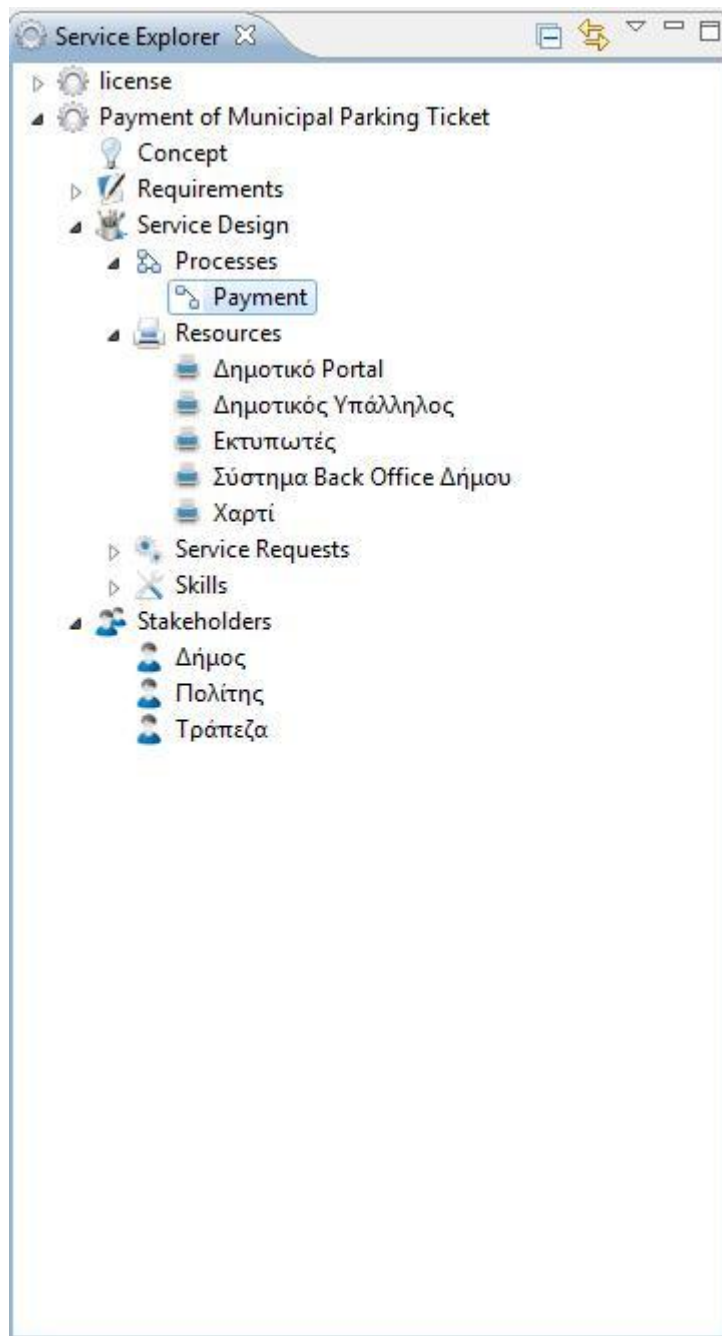 Service Explorer
license
Payment of Municipal Parking Ticket
Concept
Requirements
Service Design
Processes
Payment
Resources
Δημοτικό Portal
Δημοτικός Υπάλληλος
Εκτυπωτές
Σύστημα Back Office Δήμου
Χαρτί
Service Requests
Skills
Stakeholders
Δήμος
Πολίτης
Τράπεζα